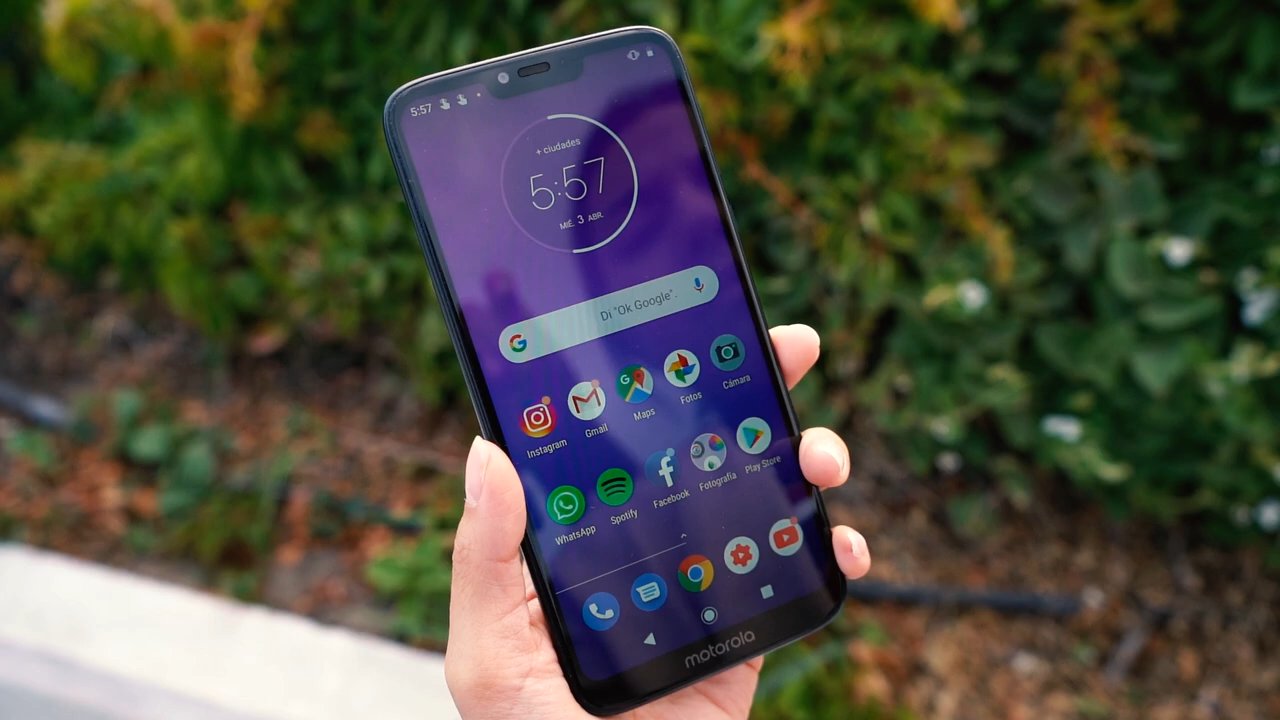 5:57
+ ciudades
5:57
MIÉ. 3 ABR.
G Di "Ok Google".
Instagram Gmail Maps Fotos Cámara
WhatsApp Spotify Facebook Fotografía Play Store
motorola